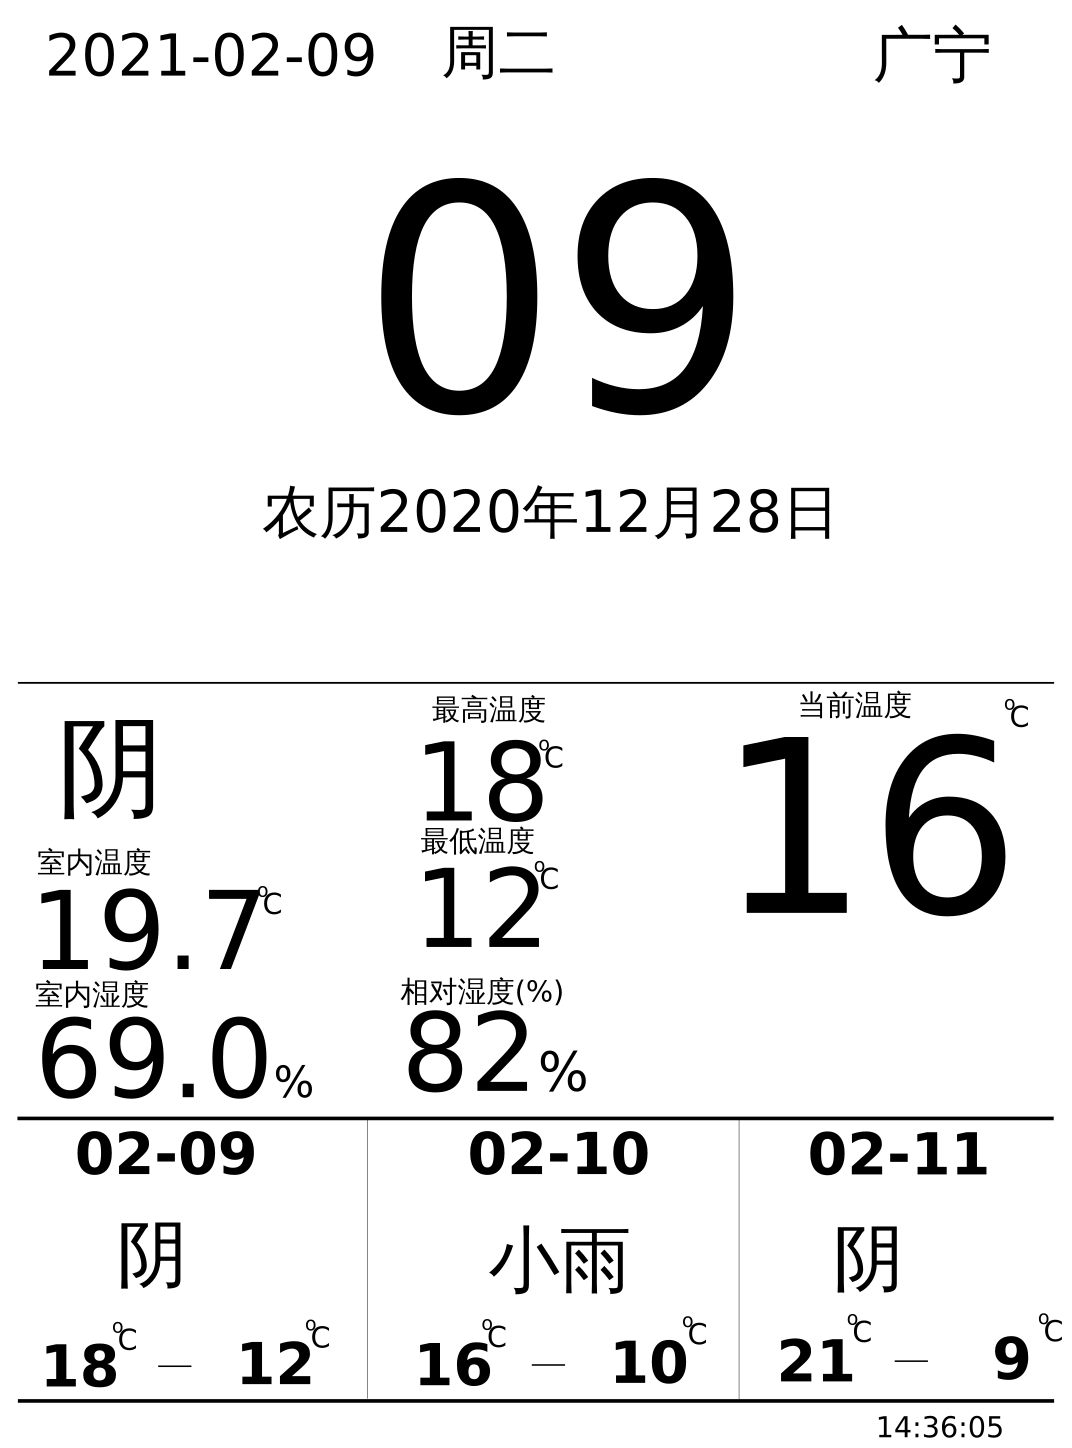 2021-02-09 周二 广宁
09
农历2020年12月28日
阴
室内温度
19.7℃
室内湿度
69.0%
最高温度
18℃
最低温度
12℃
相对湿度(%)
82%
当前温度
16℃
02-09
阴
18℃ — 12℃
02-10
小雨
16℃ — 10℃
02-11
阴
21℃ — 9℃
14:36:05